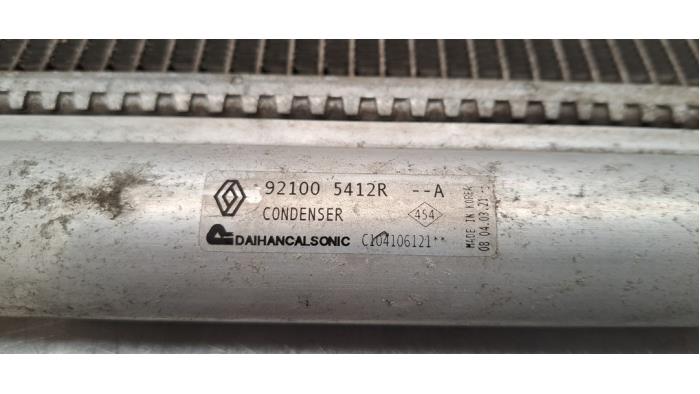 92100 5412R --A
CONDENSER 454
DAIHANCALSONIC C104106121**
MADE IN KOREA
08 04.03.21